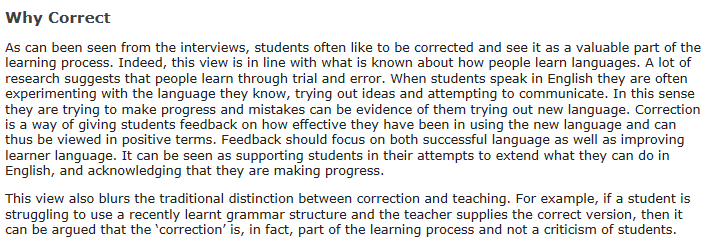 Why Correct
As can been seen from the interviews, students often like to be corrected and see it as a valuable part of the
learning process. Indeed, this view is in line with what is known about how people learn languages. A lot of
research suggests that people learn through trial and error. When students speak in English they are often
experimenting with the language they know, trying out ideas and attempting to communicate. In this sense
they are trying to make progress and mistakes can be evidence of them trying out new language. Correction
is a way of giving students feedback on how effective they have been in using the new language and can
thus be viewed in positive terms. Feedback should focus on both successful language as well as improving
learner language. It can be seen as supporting students in their attempts to extend what they can do in
English, and acknowledging that they are making progress.
This view also blurs the traditional distinction between correction and teaching. For example, if a student is
struggling to use a recently learnt grammar structure and the teacher supplies the correct version, then it
can be argued that the ‘correction’ is, in fact, part of the learning process and not a criticism of students.